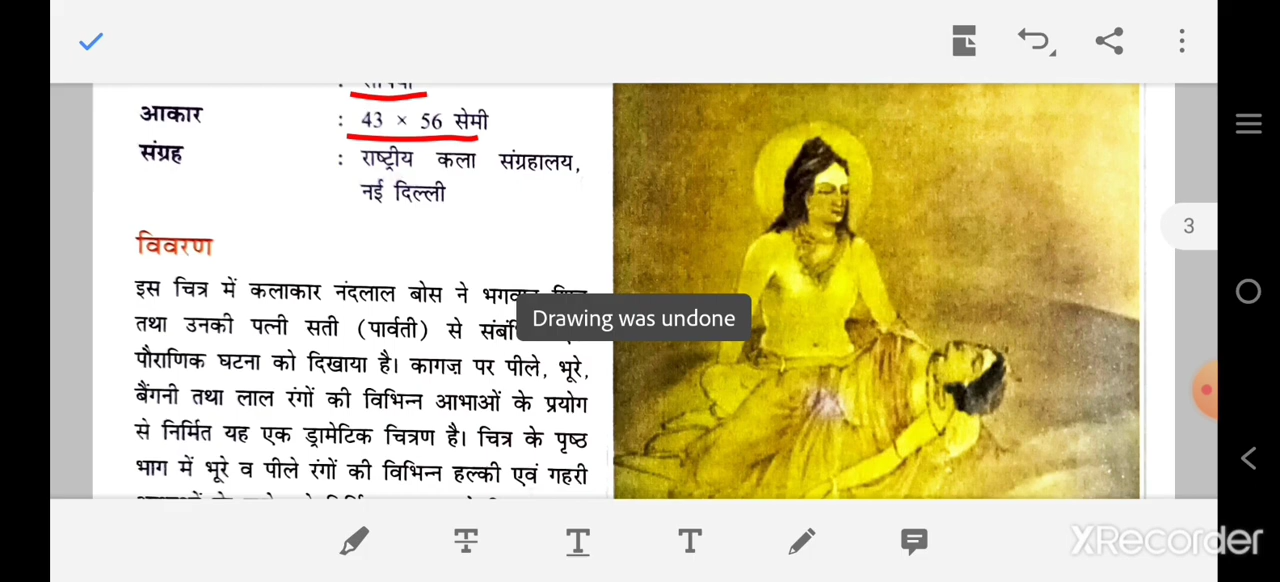 आकार : 43 × 56 सेमी
संग्रह : राष्ट्रीय कला संग्रहालय,
नई दिल्ली
3
विवरण
इस चित्र में कलाकार नंदलाल बोस ने
तथा उनकी पत्नी सती (पार्वती) से
Drawing was undone
पौराणिक घटना को दिखाया है। कागज़ पर पीले, भूरे,
बैंगनी तथा लाल रंगों की विभिन्न आभाओं के प्रयोग
से निर्मित यह एक ड्रामेटिक चित्रण है। चित्र के पृष्ठ
भाग में भूरे व पीले रंगों की विभिन्न हल्की एवं गहरी
XRecorder